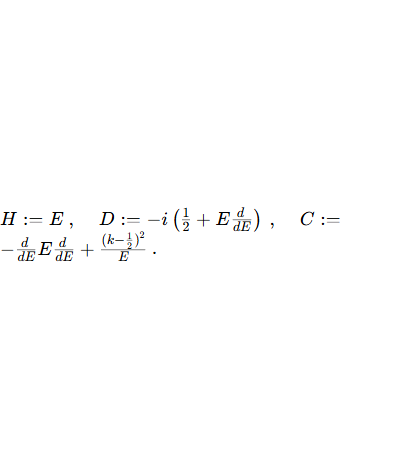 H := E , D := −i (1/2 + E d/dE) , C :=
− d/dE E d/dE + (k−1/2)²/E .